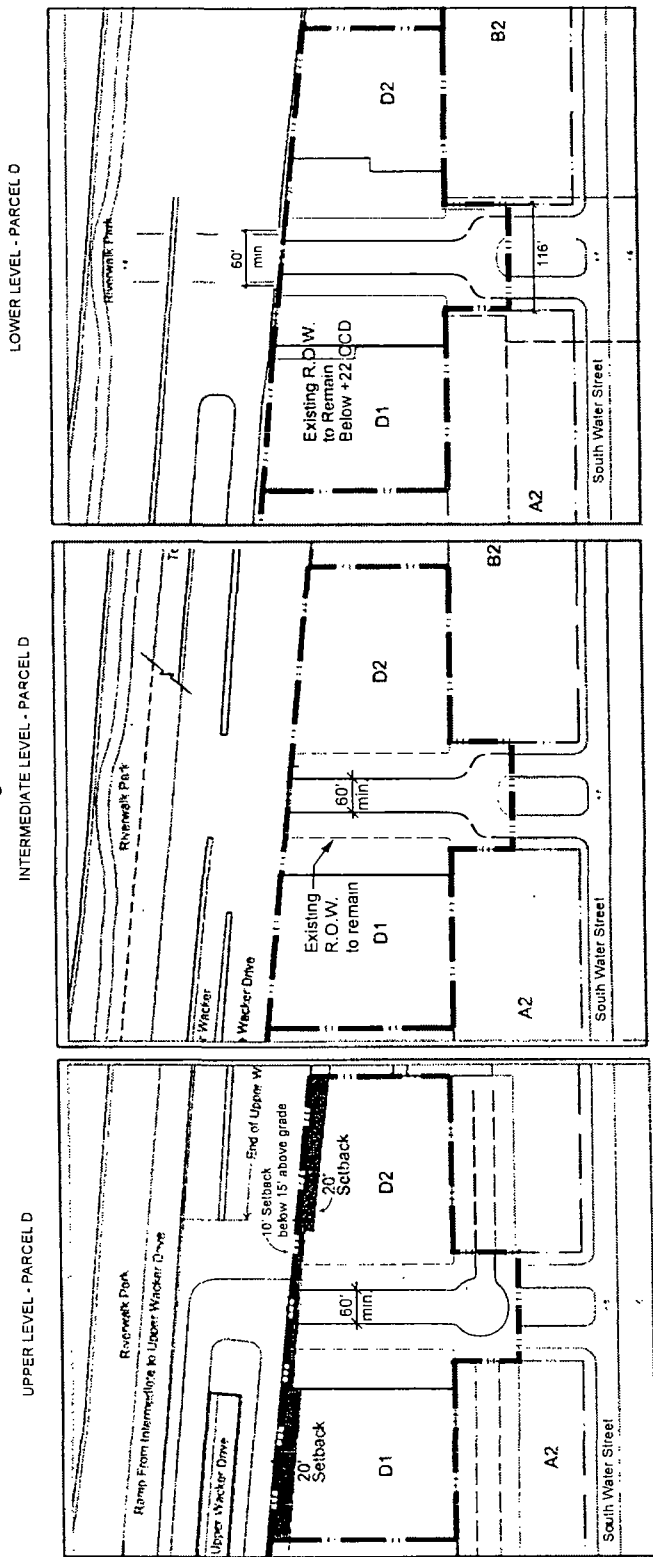 UPPER LEVEL - PARCEL D
Riverwalk Park
Ramp From Intermediate to Upper Wacker Drive
Upper Wacker Drive
End of Upper W
10' Setback
below 15' above grade
20'
Setback
20'
Setback
60'
min.
D1
D2
A2
South Water Street
INTERMEDIATE LEVEL - PARCEL D
Riverwalk Park
r Wacker
Wacker Drive
Existing
R.O.W.
to remain
60'
min.
D1
D2
A2
B2
South Water Street
LOWER LEVEL - PARCEL D
Riverwalk Park
60'
min
Existing R.O.W.
to Remain
Below +22 CCD
D1
D2
116'
A2
B2
South Water Street